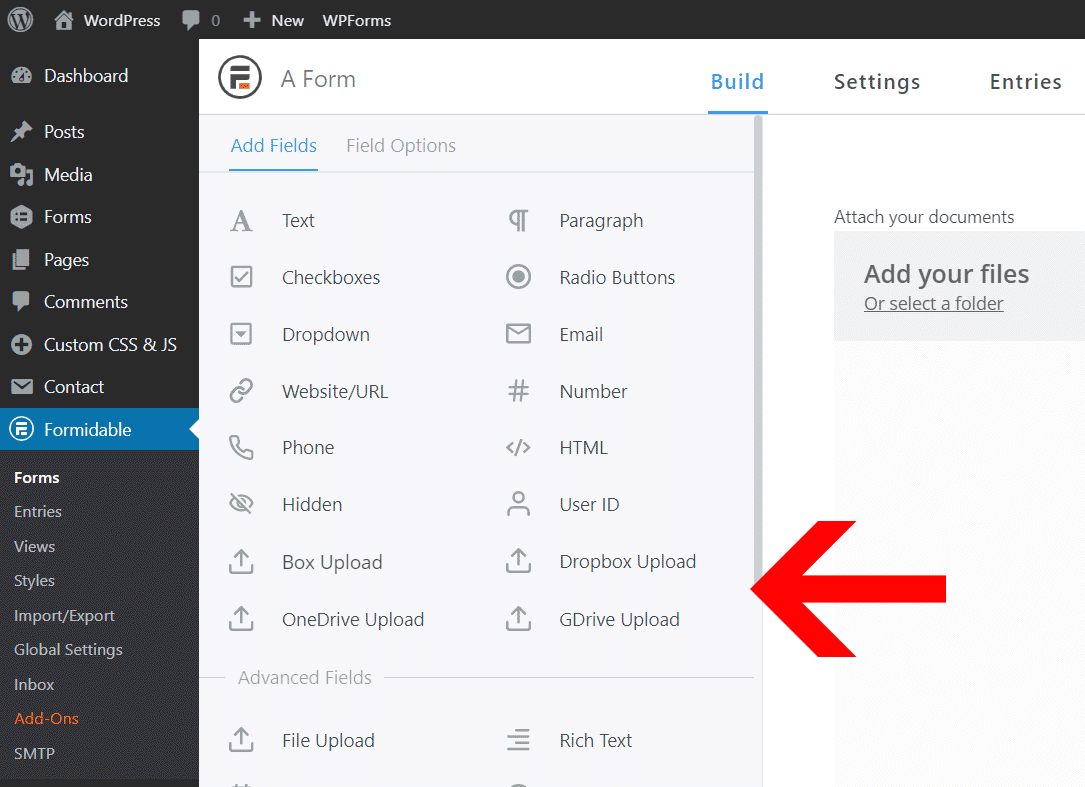 WordPress 0 New WPForms
Dashboard
Posts
Media
Forms
Pages
Comments
Custom CSS & JS
Contact
Formidable
Forms
Entries
Views
Styles
Import/Export
Global Settings
Inbox
Add-Ons
SMTP
A Form
Build Settings Entries
Add Fields Field Options
Text Paragraph
Checkboxes Radio Buttons
Dropdown Email
Website/URL Number
Phone HTML
Hidden User ID
Box Upload Dropbox Upload
OneDrive Upload GDrive Upload
Advanced Fields
File Upload Rich Text
Attach your documents
Add your files
Or select a folder